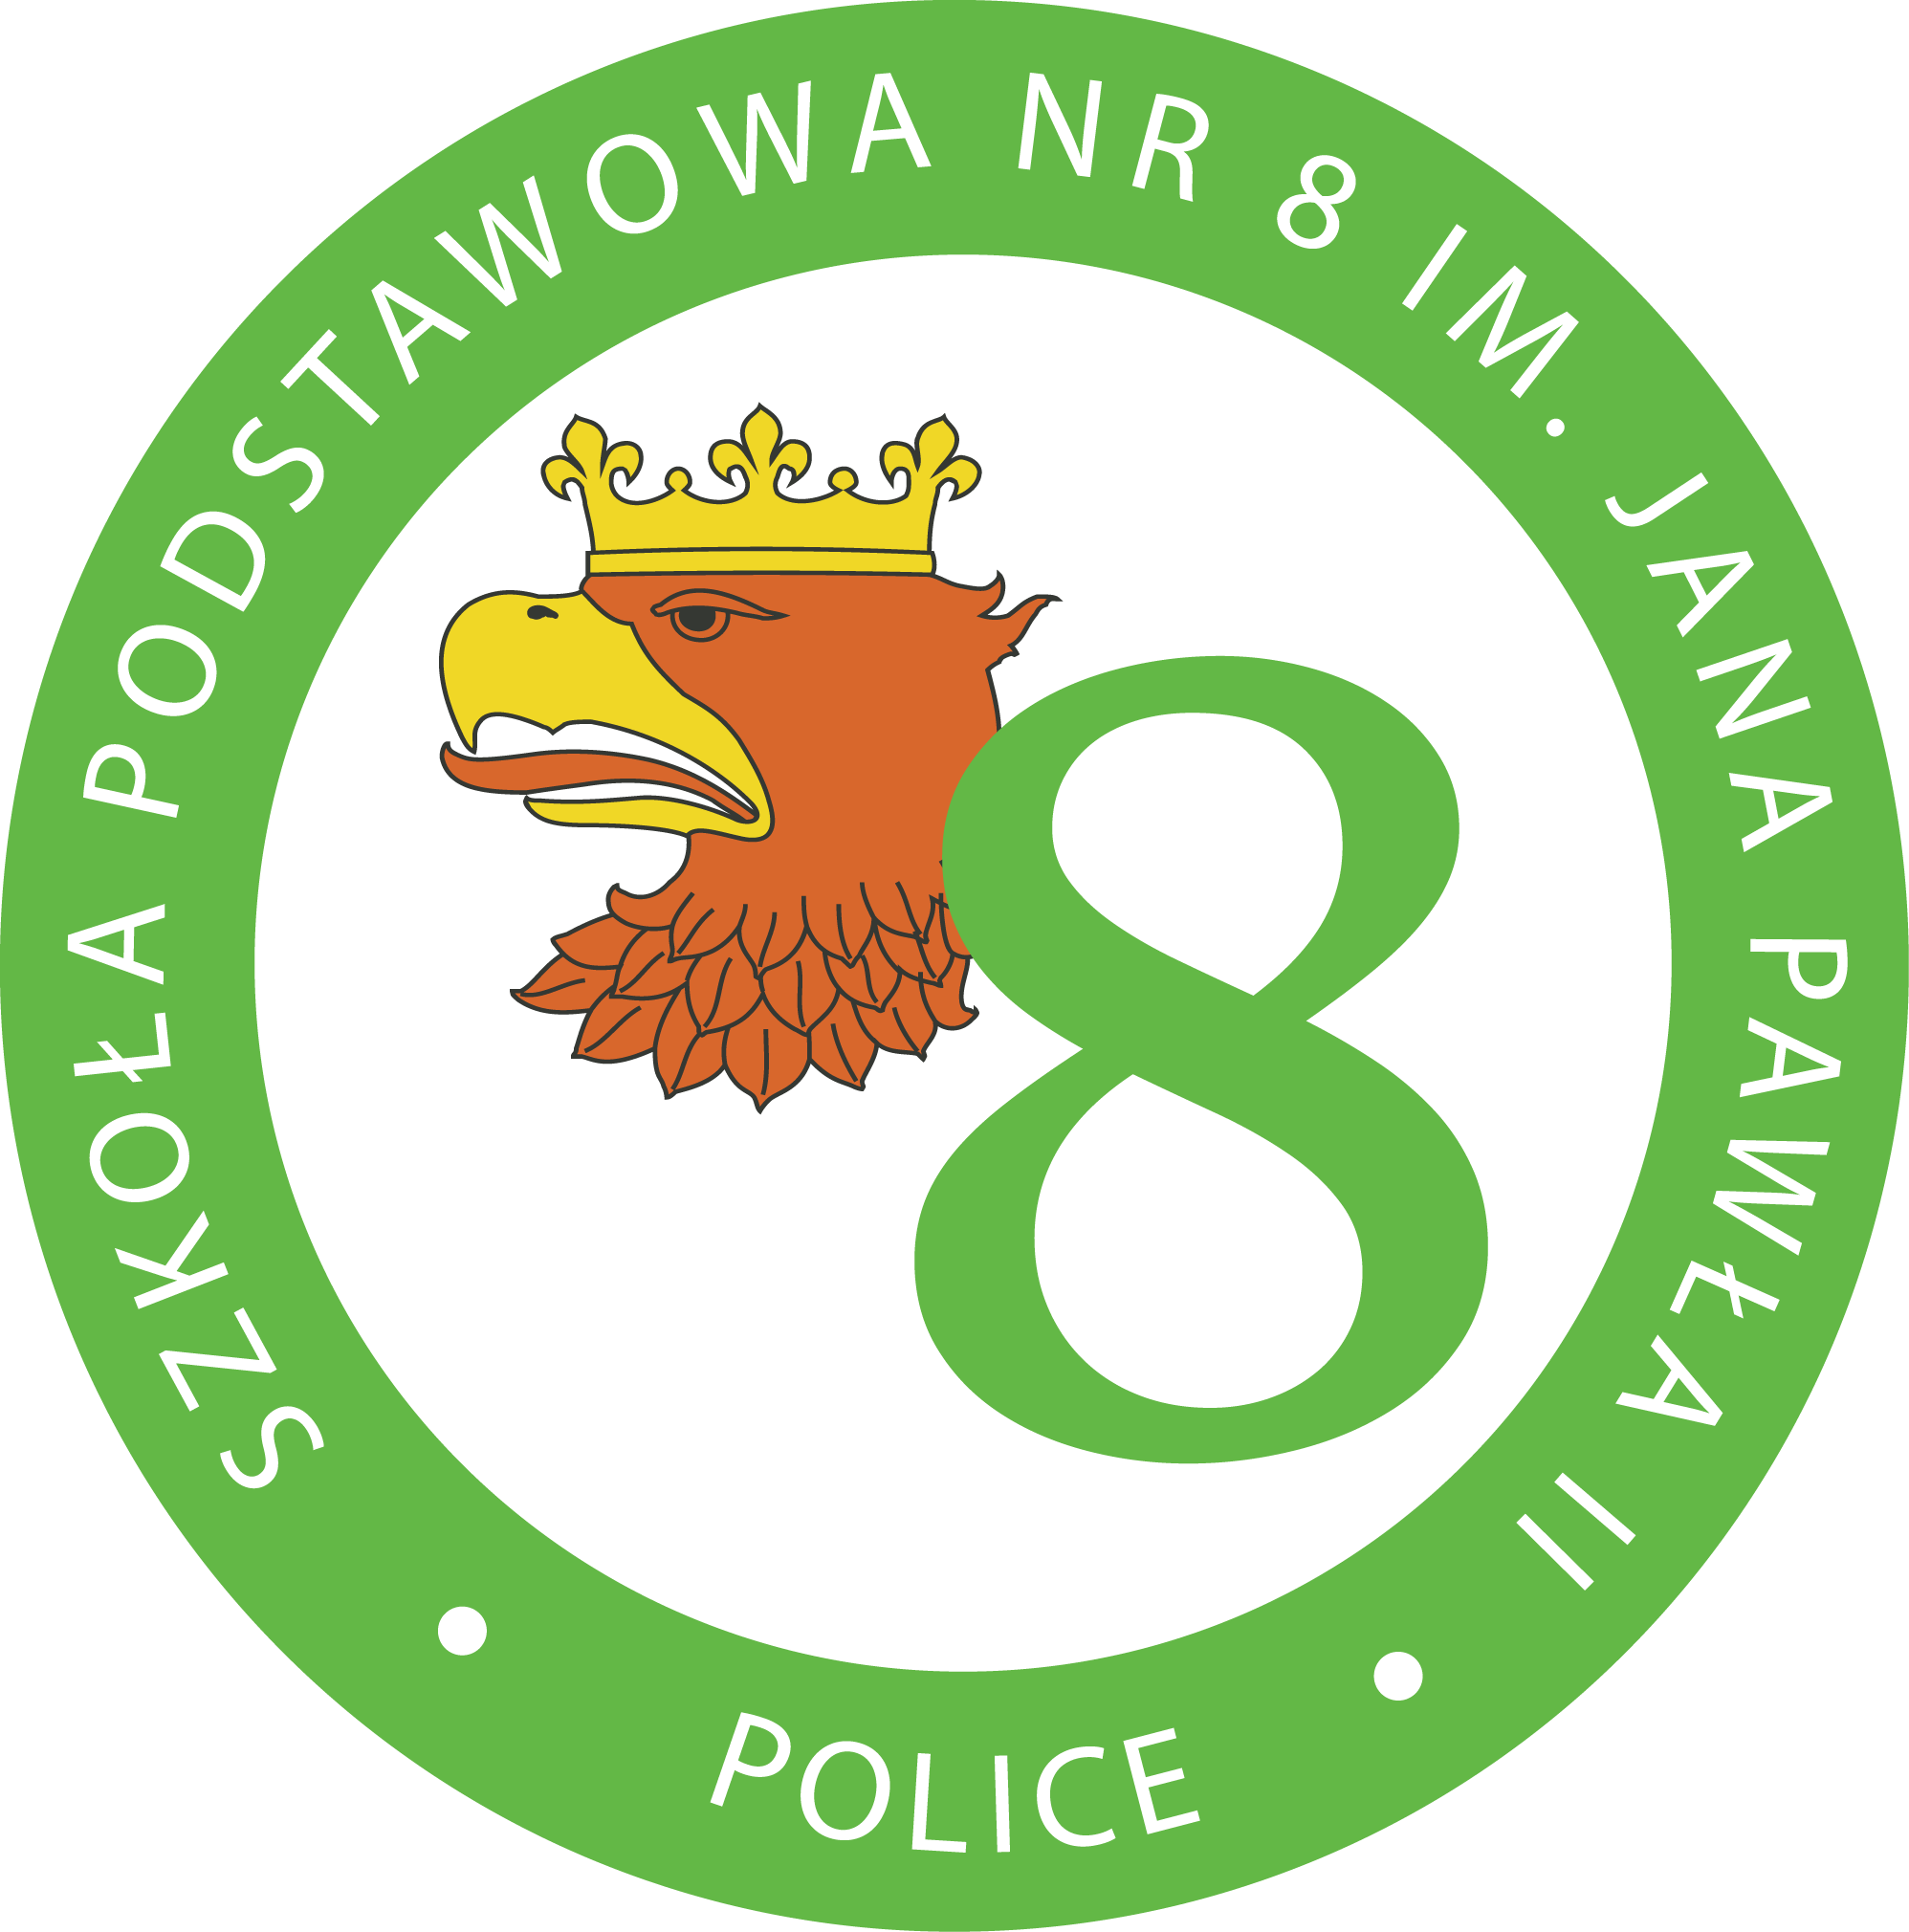 SZKOŁA PODSTAWOWA NR 8 IM. JANA PAWŁA II
8
POLICE